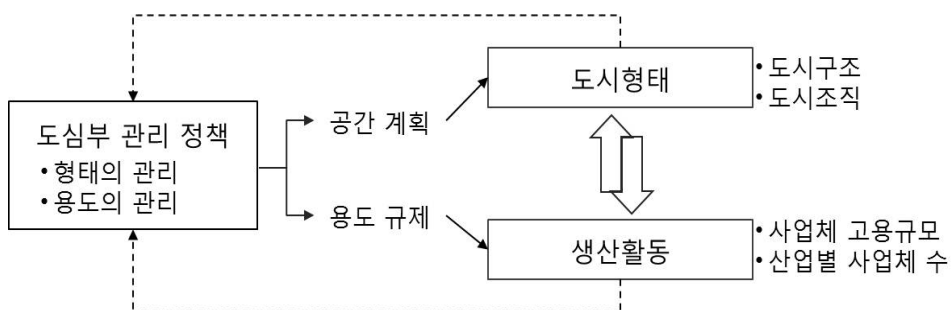 도심부 관리 정책
• 형태의 관리
• 용도의 관리
공간 계획
용도 규제
도시형태
• 도시구조
• 도시조직
생산활동
• 사업체 고용규모
• 산업별 사업체 수